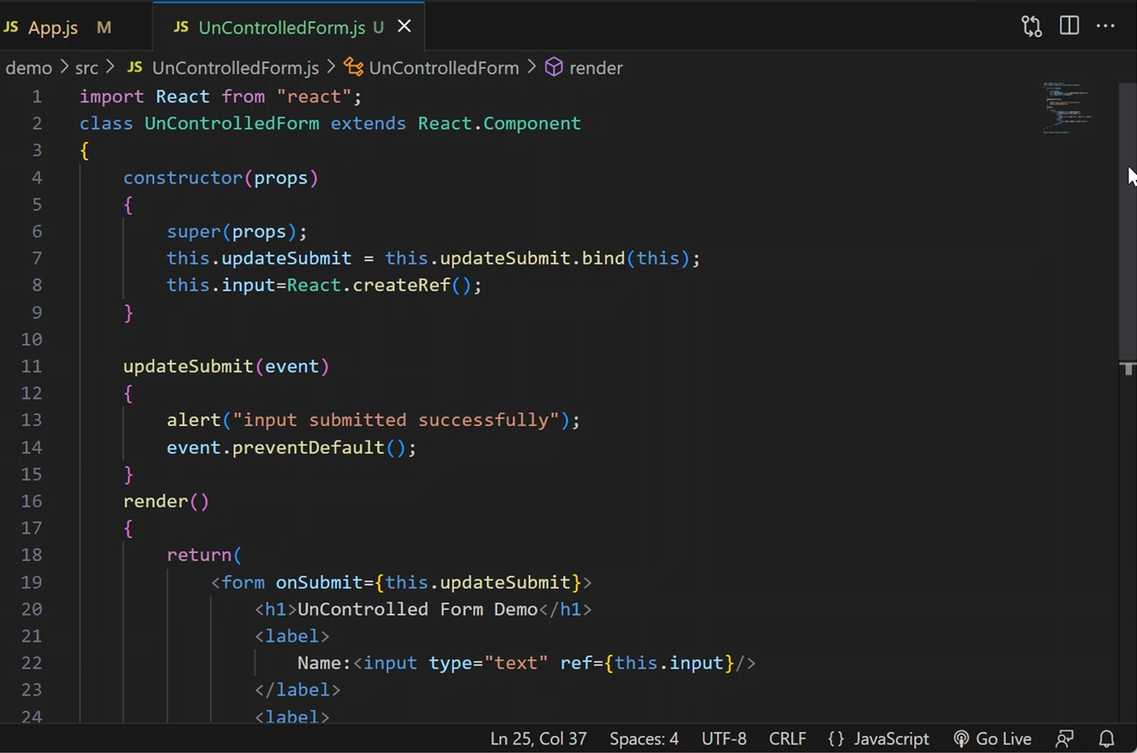 JS App.js M JS UnControlledForm.js U
demo > src > JS UnControlledForm.js > UnControlledForm > render
1 import React from "react";
2 class UnControlledForm extends React.Component
3 {
4 constructor(props)
5 {
6 super(props);
7 this.updateSubmit = this.updateSubmit.bind(this);
8 this.input=React.createRef();
9 }
10
11 updateSubmit(event)
12 {
13 alert("input submitted successfully");
14 event.preventDefault();
15 }
16 render()
17 {
18 return(
19 <form onSubmit={this.updateSubmit}>
20 <h1>UnControlled Form Demo</h1>
21 <label>
22 Name:<input type="text" ref={this.input}/>
23 </label>
24 <label>
Ln 25, Col 37 Spaces: 4 UTF-8 CRLF {} JavaScript Go Live